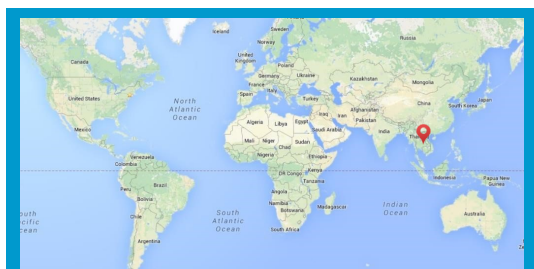 Iceland
Sweden
Norway
Russia
United
Kingdom
Poland
Canada
Germany
Ukraine
Kazakhstan
Mongolia
France
Italy
Spain
Turkey
United States
North
Atlantic
Ocean
China
Japan
South Korea
Afghanistan
Iraq
Iran
Pakistan
Algeria
Libya
Egypt
Saudi Arabia
India
Mexico
Mali
Niger
Chad
Sudan
Nigeria
Ethiopia
Venezuela
Colombia
DR Congo
Kenya
Tanzania
Indonesia
Papua New
Guinea
Peru
Brazil
Bolivia
Angola
Namibia
Botswana
Madagascar
Indian
Ocean
Australia
Chile
South
Atlantic
Ocean
South Africa
Argentina